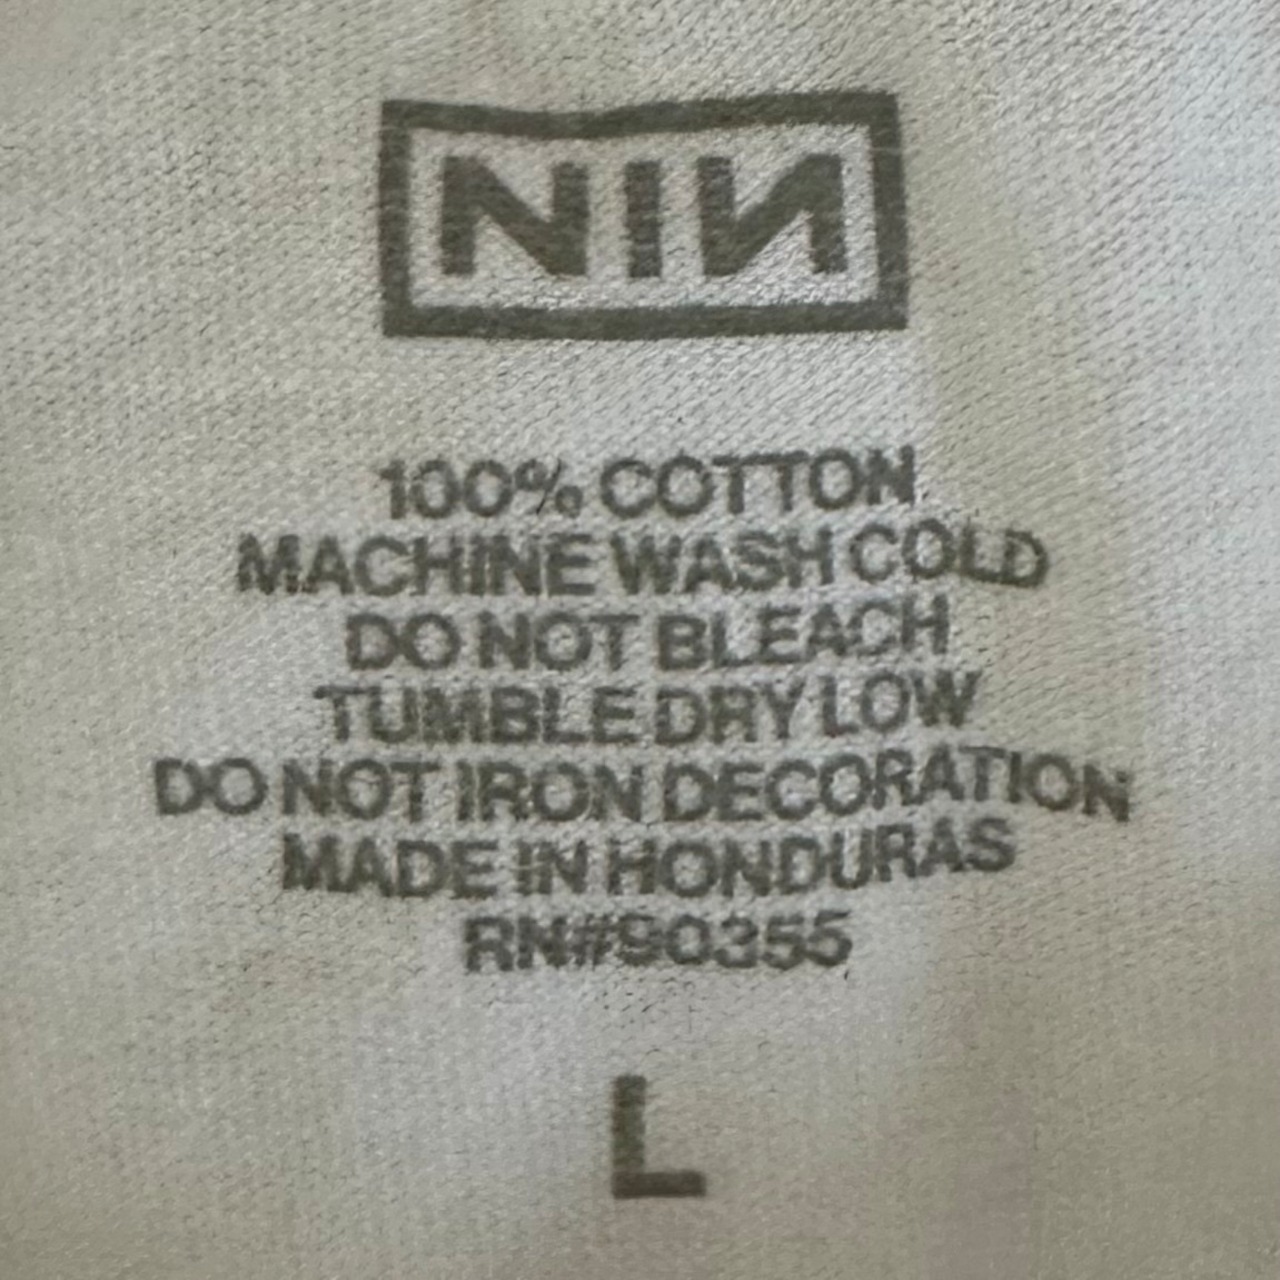 NIИ
100% COTTON
MACHINE WASH COLD
DO NOT BLEACH
TUMBLE DRY LOW
DO NOT IRON DECORATION
MADE IN HONDURAS
RN#90355
L